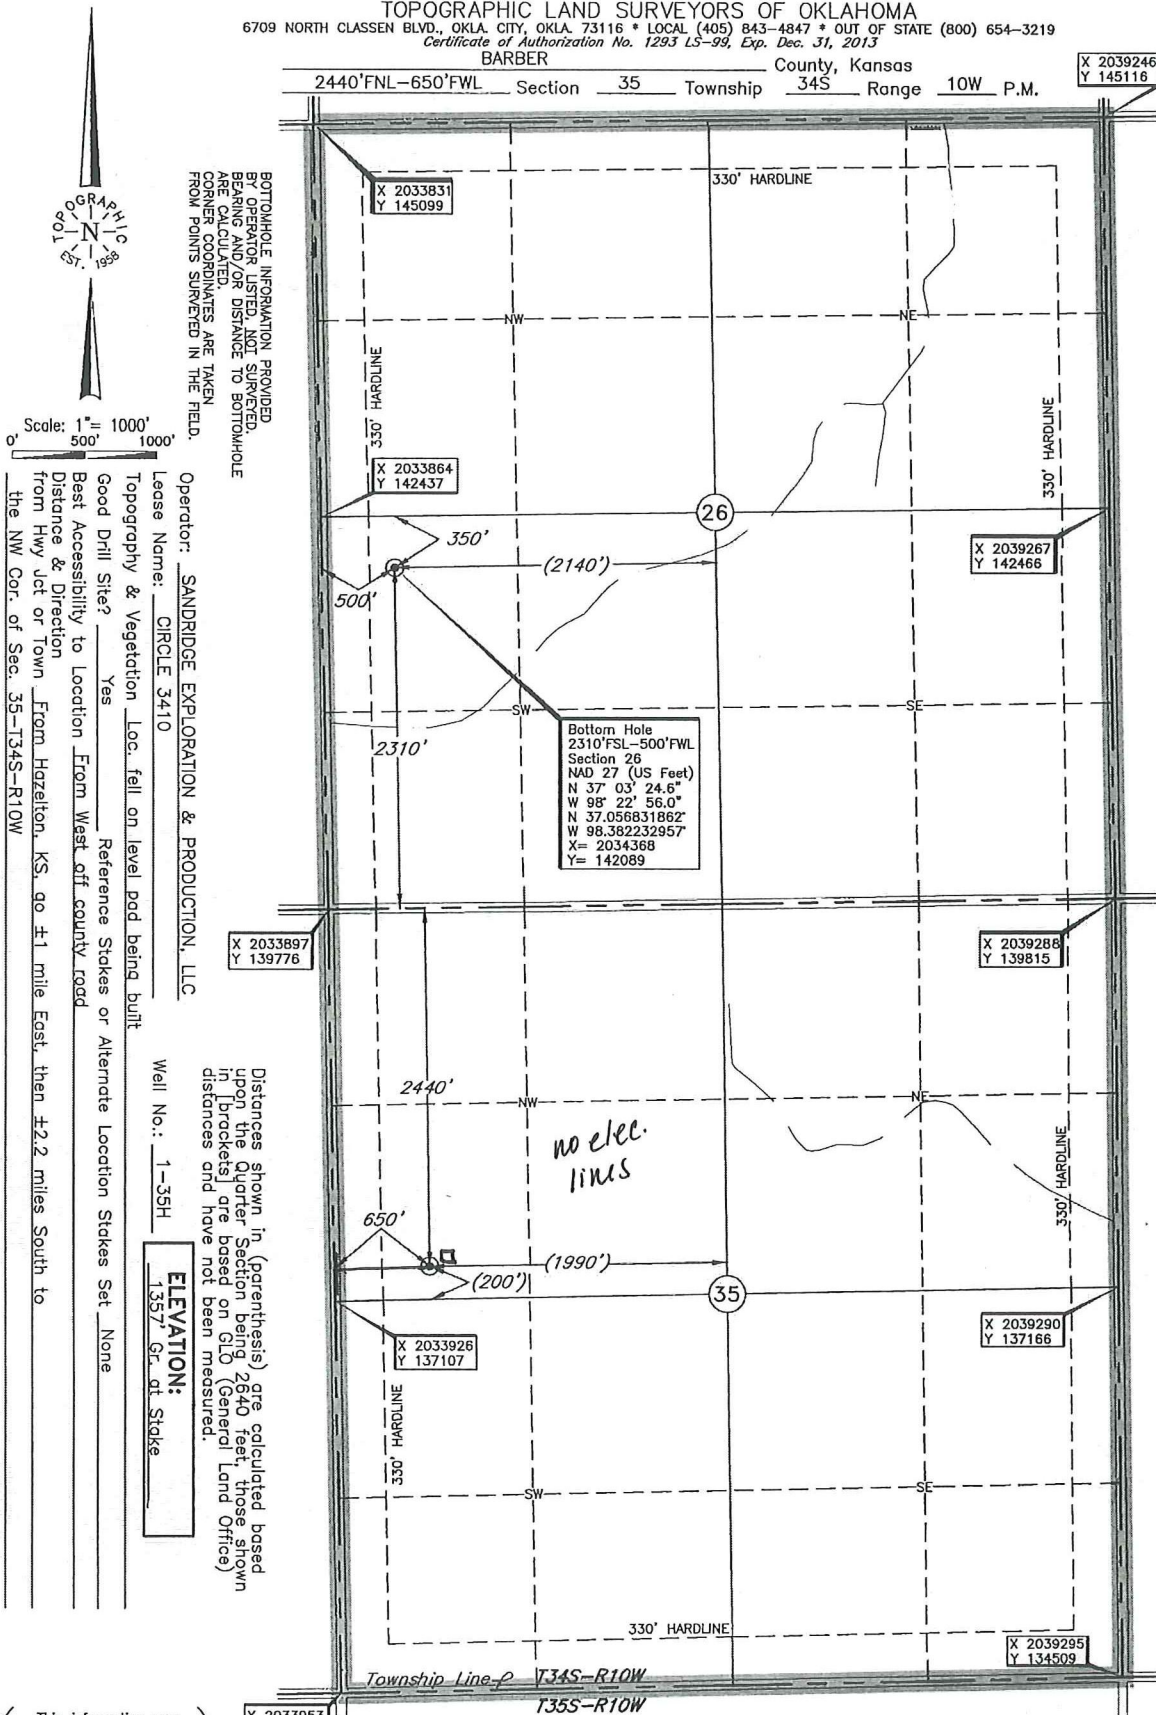 TOPOGRAPHIC LAND SURVEYORS OF OKLAHOMA
6709 NORTH CLASSEN BLVD., OKLA. CITY, OKLA. 73116 * LOCAL (405) 843-4847 * OUT OF STATE (800) 654-3219
Certificate of Authorization No. 1293 LS-99, Exp. Dec. 31, 2013
BARBER County, Kansas
2440'FNL-650'FWL Section 35 Township 34S Range 10W P.M.
X 2039246
Y 145116
TOPOGRAPHIC
N
EST. 1958
Scale: 1"= 1000'
0' 500' 1000'
BOTTOMHOLE INFORMATION PROVIDED
BY OPERATOR LISTED, NOT SURVEYED.
BEARING AND/OR DISTANCE TO BOTTOMHOLE
ARE CALCULATED.
CORNER COORDINATES ARE TAKEN
FROM POINTS SURVEYED IN THE FIELD.
X 2033831
Y 145099
330' HARDLINE
NW
NE
330' HARDLINE
330' HARDLINE
X 2033864
Y 142437
26
350'
(2140')
500'
X 2039267
Y 142466
SW
SE
2310'
Bottom Hole
2310'FSL-500'FWL
Section 26
NAD 27 (US Feet)
N 37° 03' 24.6"
W 98° 22' 56.0"
N 37.056831862°
W 98.382232957°
X= 2034368
Y= 142089
X 2033897
Y 139776
X 2039288
Y 139815
2440'
NW
NE
no elec.
lines
330' HARDLINE
650'
(1990')
(200')
35
X 2033926
Y 137107
X 2039290
Y 137166
330' HARDLINE
SW
SE
330' HARDLINE
X 2039295
Y 134509
Township Line T34S-R10W
T35S-R10W
X 2033953
Operator: SANDRIDGE EXPLORATION & PRODUCTION, LLC
Lease Name: CIRCLE 3410 Well No.: 1-35H
Topography & Vegetation Loc. fell on level pad being built
Good Drill Site? Yes Reference Stakes or Alternate Location Stakes Set None
Best Accessibility to Location From West off county road
Distance & Direction
from Hwy Jct or Town From Hazelton, KS, go ±1 mile East, then ±2.2 miles South to
the NW Cor. of Sec. 35-T34S-R10W
Distances shown in (parenthesis) are calculated based
upon the Quarter Section being 2640 feet, those shown
in [brackets] are based on GLO (General Land Office)
distances and have not been measured.
ELEVATION:
1357' Gr. at Stake